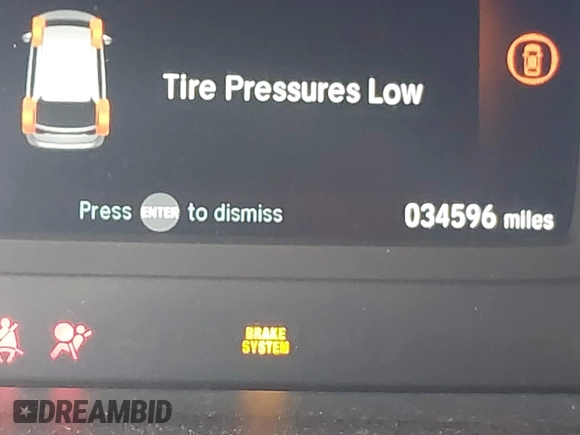 Tire Pressures Low
Press ENTER to dismiss
034596 miles
BRAKE
SYSTEM
DREAMBID